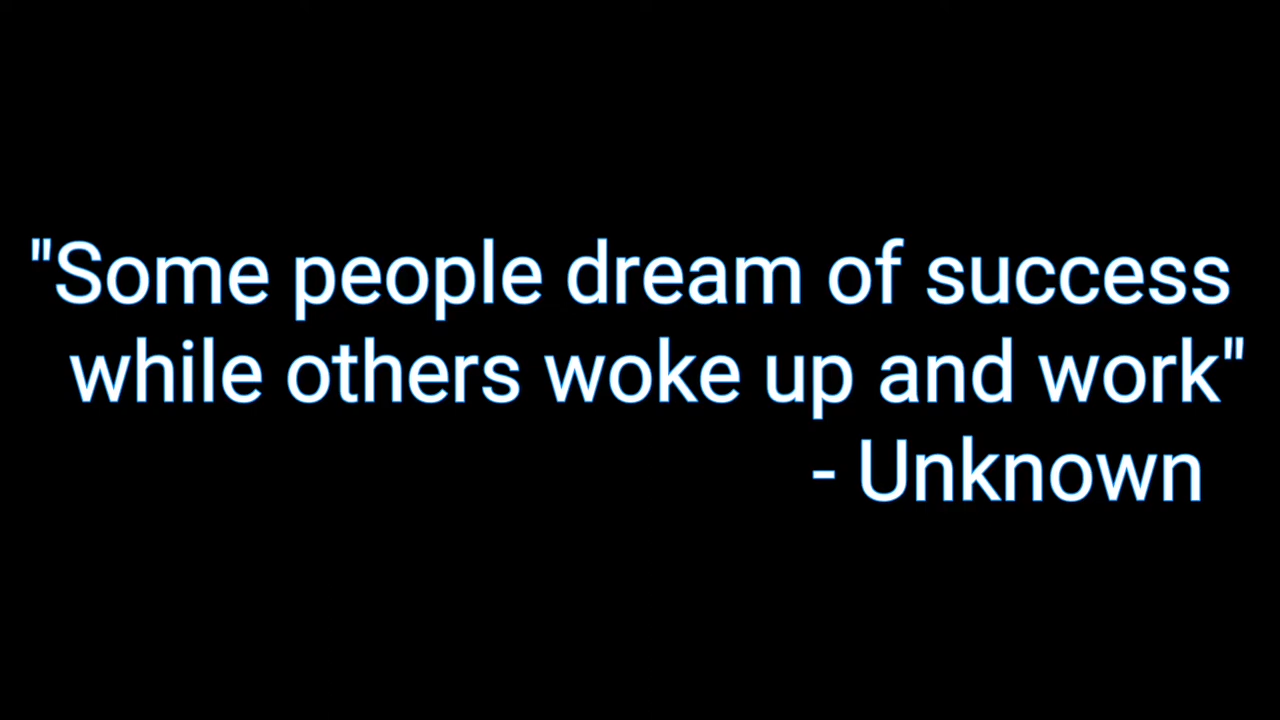 "Some people dream of success
while others woke up and work"
- Unknown